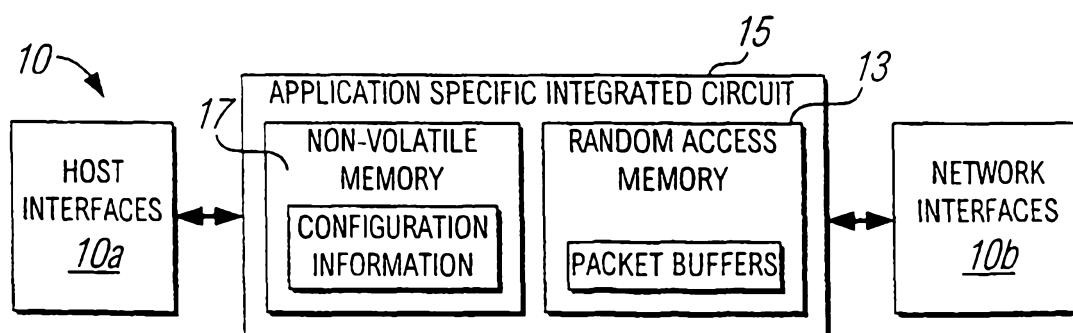 10
15
13
APPLICATION SPECIFIC INTEGRATED CIRCUIT
17
NON-VOLATILE
MEMORY
CONFIGURATION
INFORMATION
RANDOM ACCESS
MEMORY
PACKET BUFFERS
HOST
INTERFACES
10a
NETWORK
INTERFACES
10b